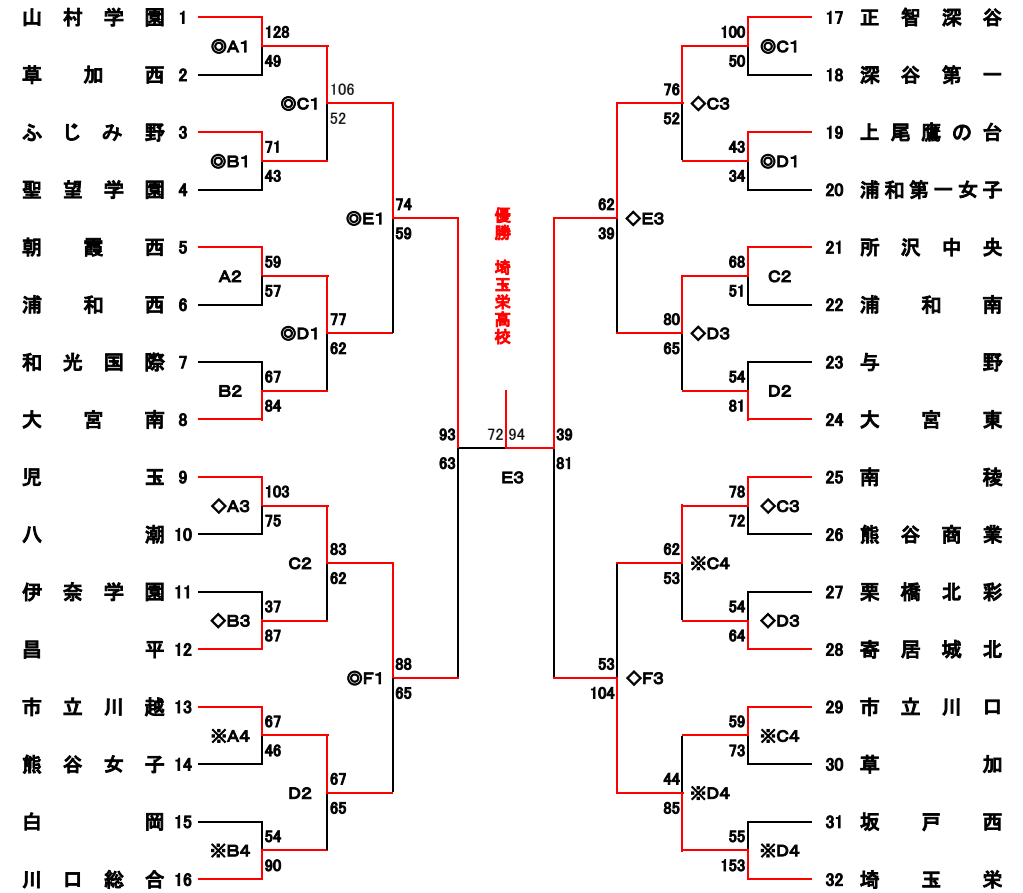 山村学園 1
128
◎A1
49
草加西 2
106
◎C1
52
ふじみ野 3
71
◎B1
43
聖望学園 4
74
◎E1
59
朝霞西 5
59
A2
57
浦和西 6
77
◎D1
62
和光国際 7
67
B2
84
大宮南 8
93
63
児玉 9
103
◇A3
75
八潮 10
83
C2
62
伊奈学園 11
37
◇B3
87
昌平 12
88
◎F1
65
市立川越 13
67
※A4
46
熊谷女子 14
67
D2
65
白岡 15
54
※B4
90
川口総合 16
優勝 埼玉栄高校
72 94
E3
17 正智深谷
100
◎C1
50
18 深谷第一
76
◇C3
52
19 上尾鷹の台
43
◎D1
34
20 浦和第一女子
62
◇E3
39
21 所沢中央
68
C2
51
22 浦和南
80
◇D3
65
23 与野
54
D2
81
24 大宮東
39
81
25 南稜
78
◇C3
72
26 熊谷商業
62
※C4
53
27 栗橋北彩
54
◇D3
64
28 寄居城北
53
◇F3
104
29 市立川口
59
※C4
73
30 草加
44
※D4
85
31 坂戸西
55
※D4
153
32 埼玉栄